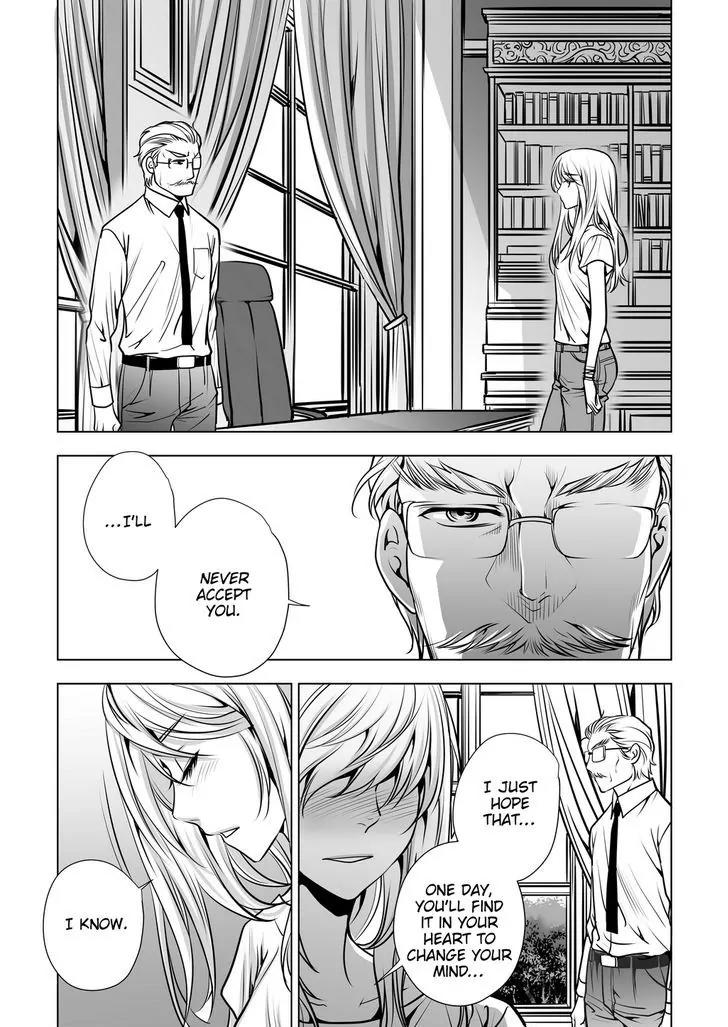 ...I'LL
NEVER
ACCEPT
YOU.
I KNOW.
I JUST
HOPE
THAT...
ONE DAY,
YOU'LL FIND
IT IN YOUR
HEART TO
CHANGE YOUR
MIND...